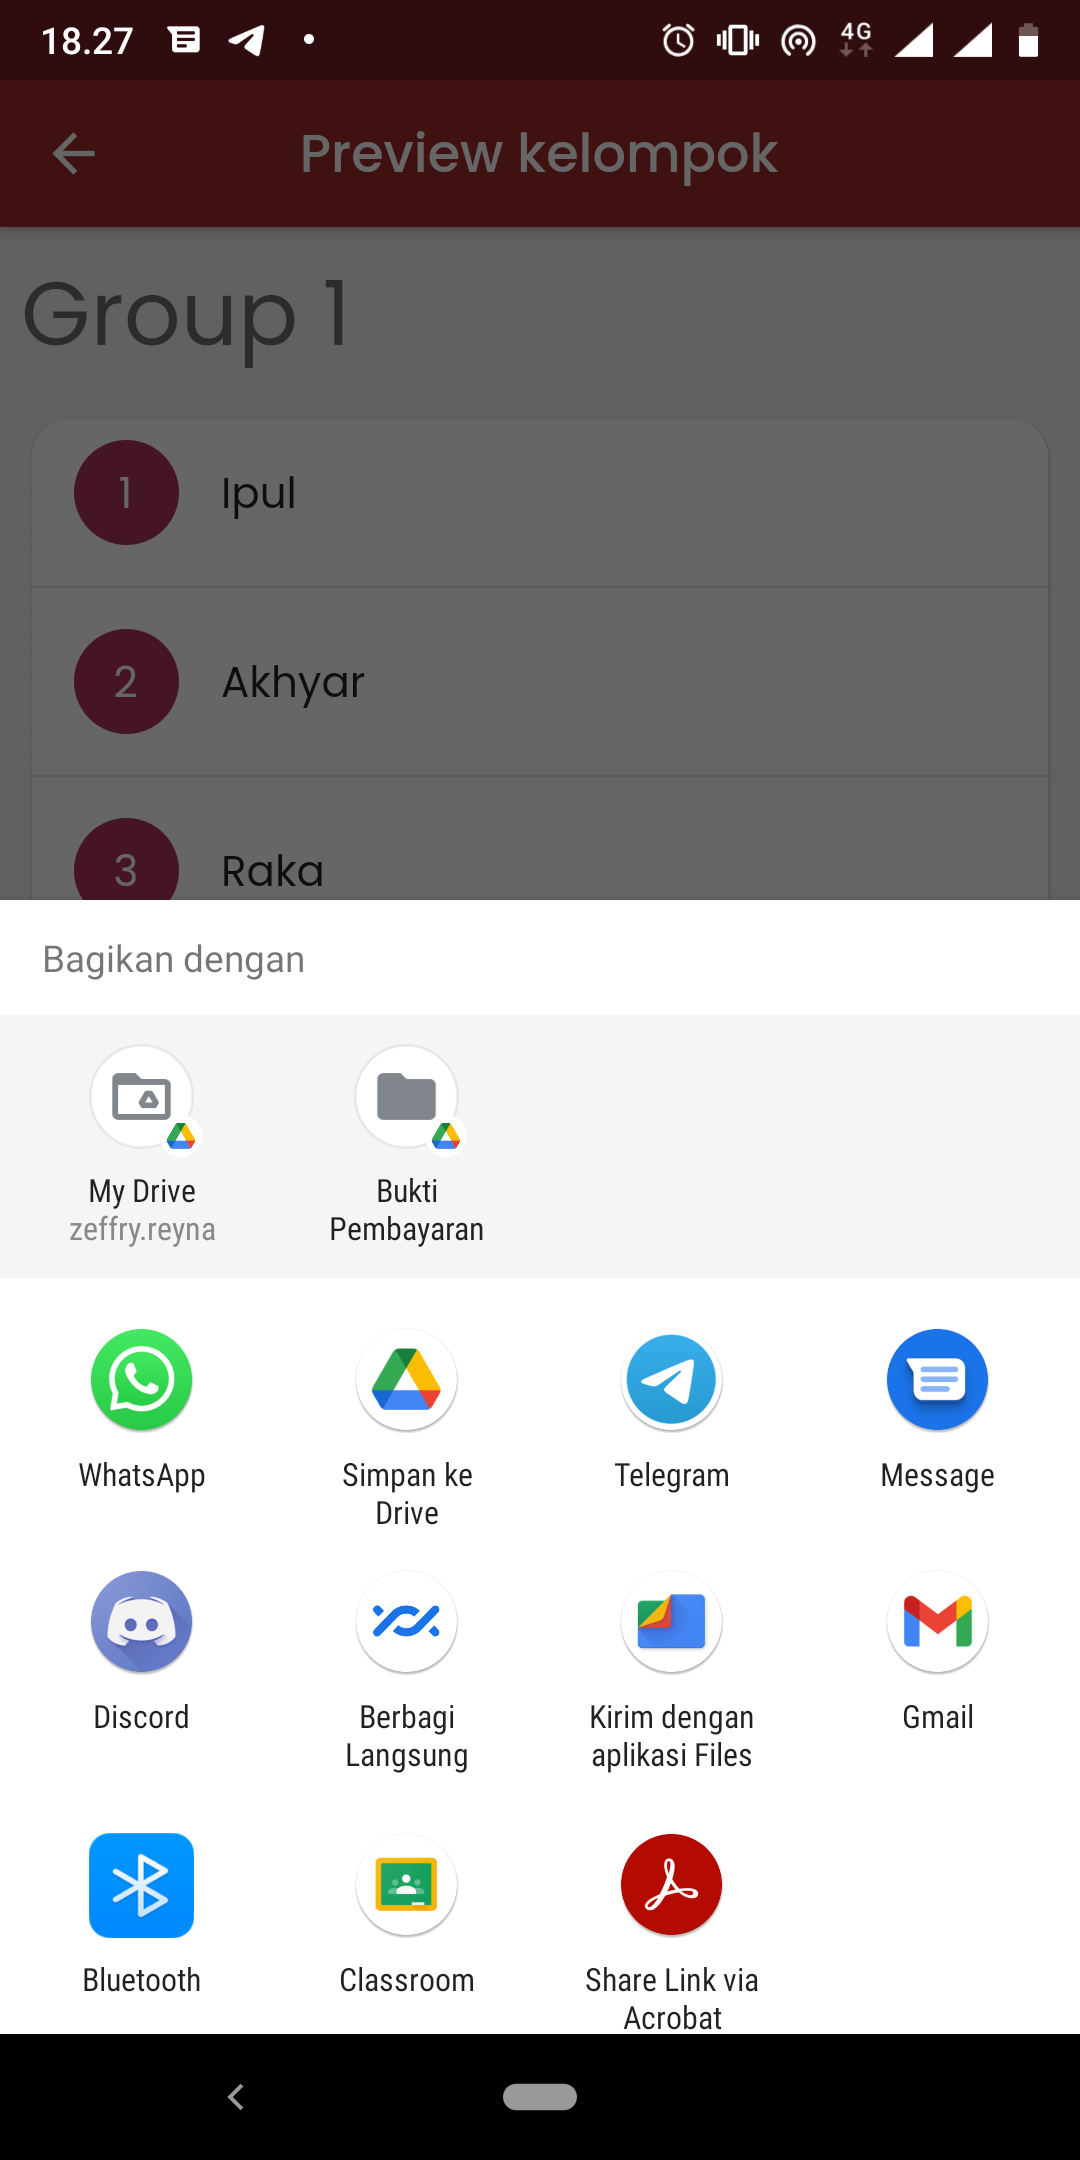 18.27
4G
Preview kelompok
Group 1
1 Ipul
2 Akhyar
3 Raka
Bagikan dengan
My Drive
zeffry.reyna
Bukti
Pembayaran
WhatsApp
Simpan ke
Drive
Telegram
Message
Discord
Berbagi
Langsung
Kirim dengan
aplikasi Files
Gmail
Bluetooth
Classroom
Share Link via
Acrobat